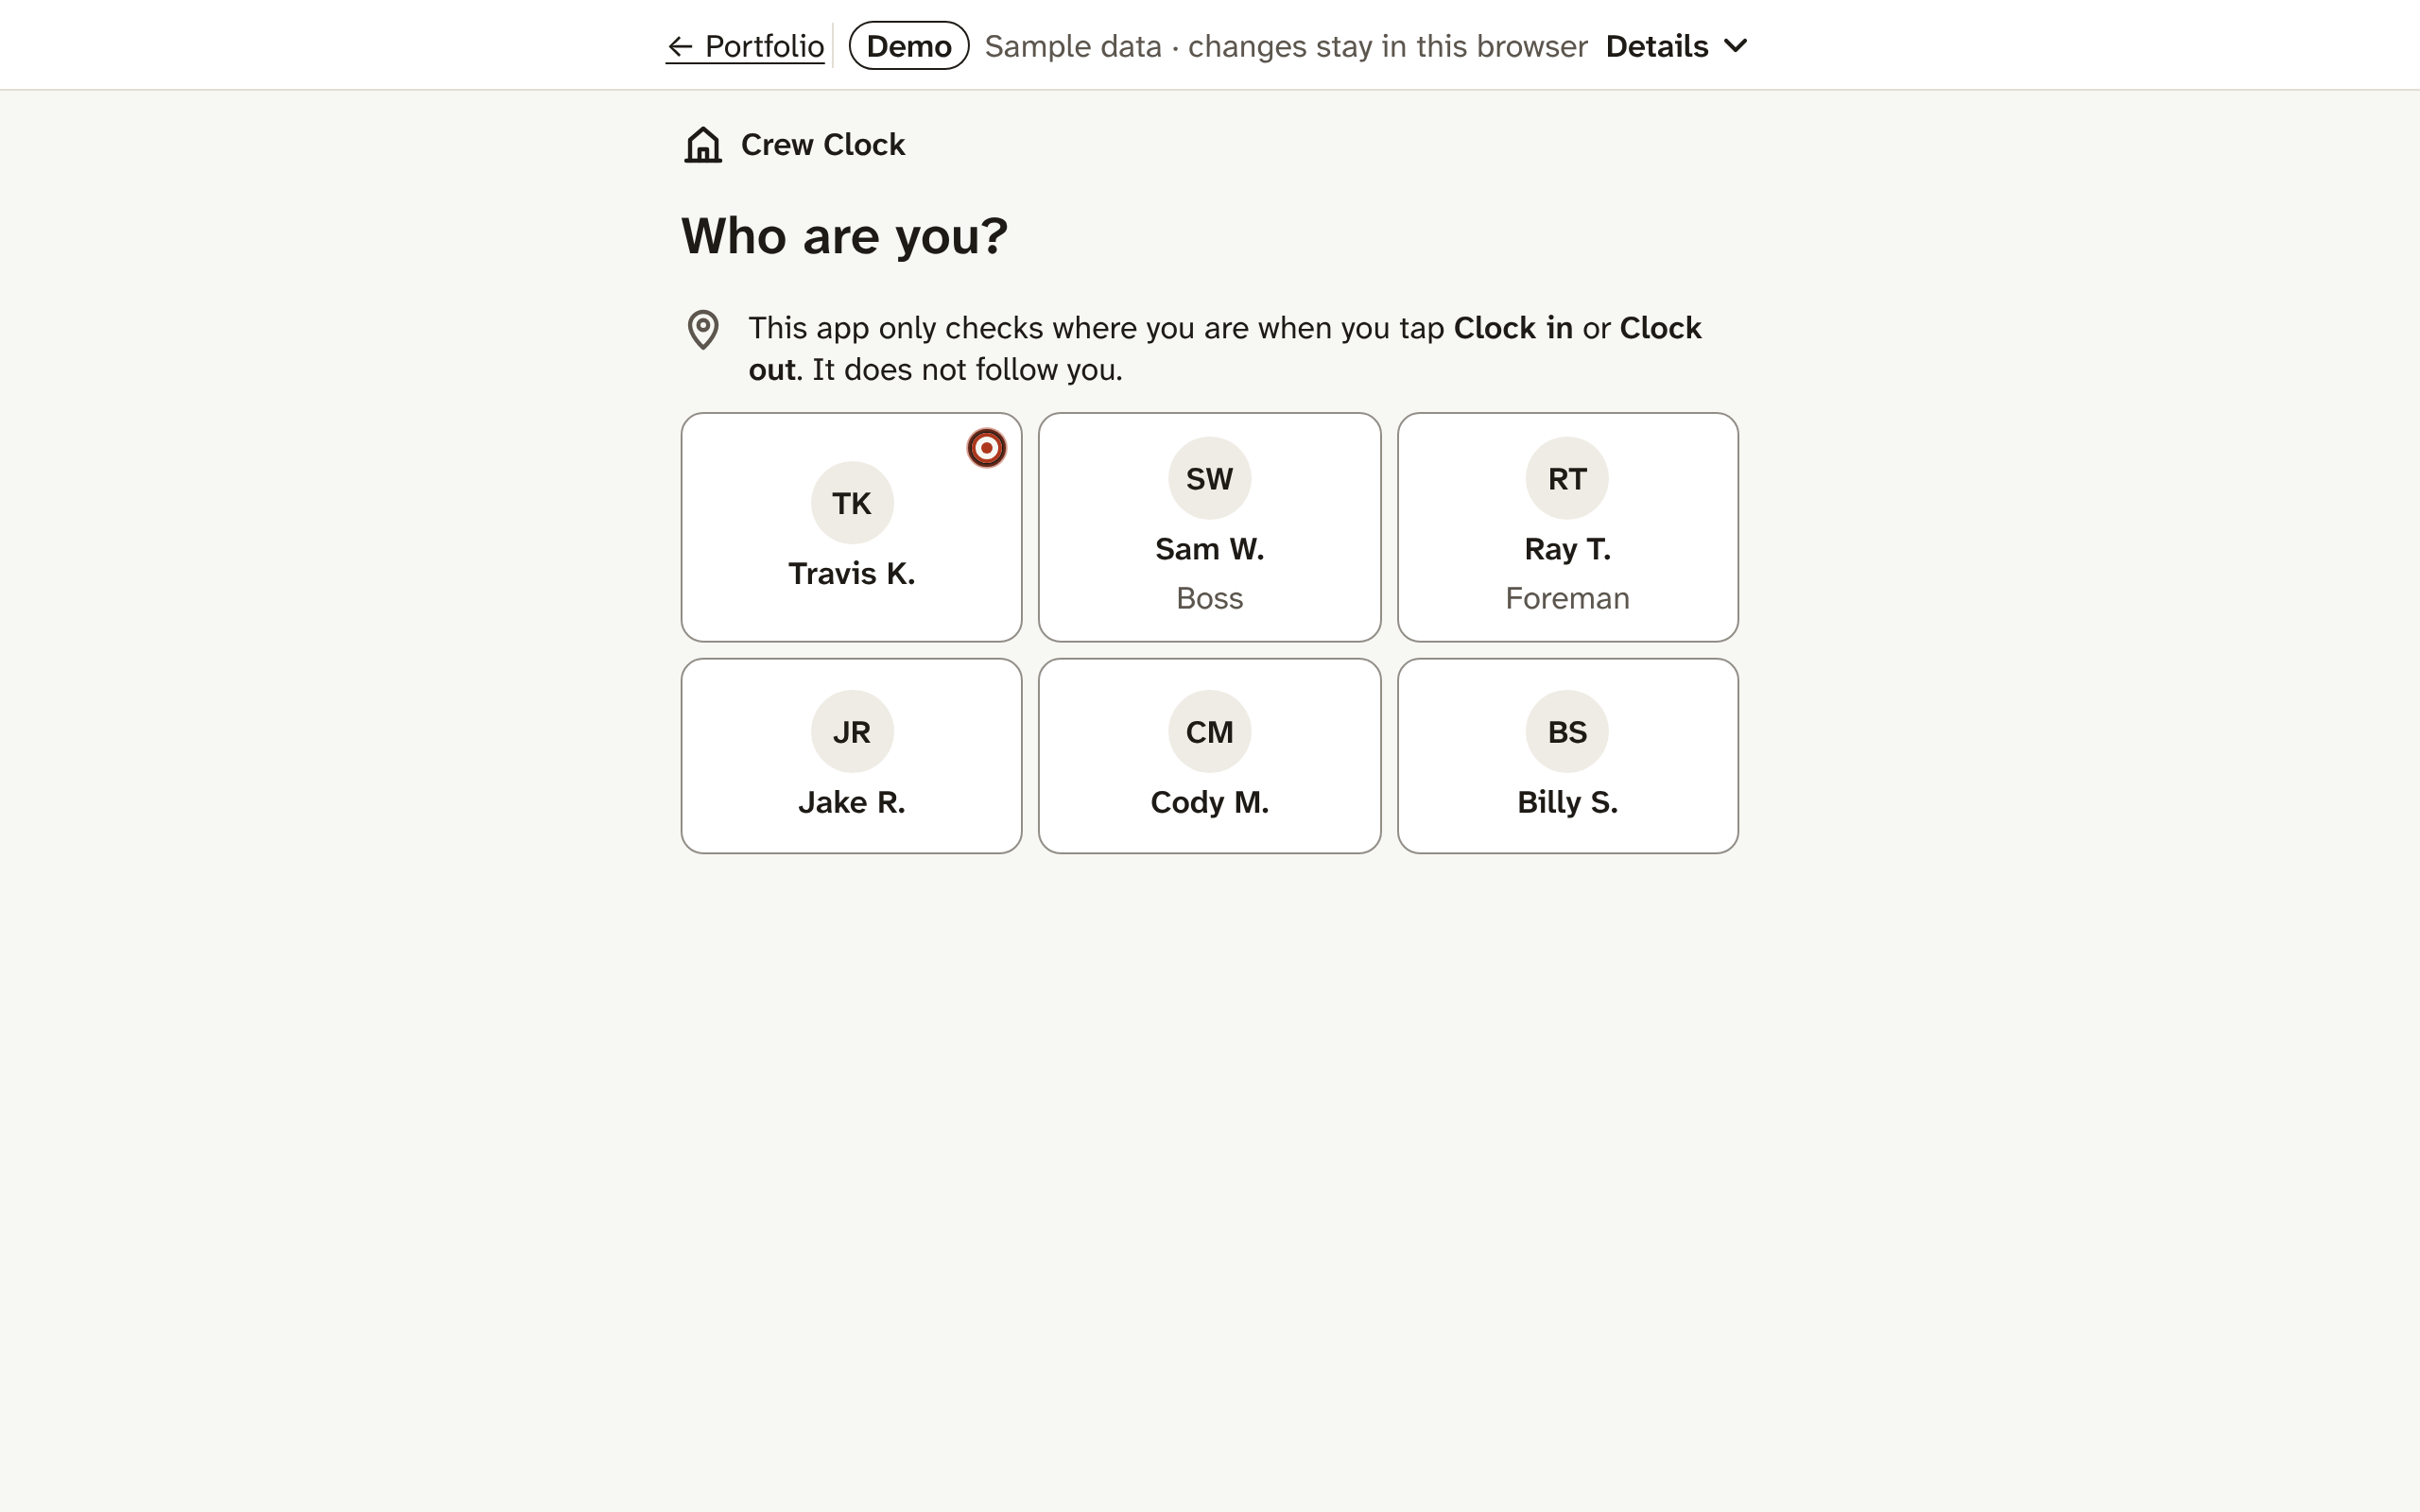 ← Portfolio Demo Sample data · changes stay in this browser Details
Crew Clock
Who are you?
This app only checks where you are when you tap Clock in or Clock
out. It does not follow you.
TK
Travis K.
SW
Sam W.
Boss
RT
Ray T.
Foreman
JR
Jake R.
CM
Cody M.
BS
Billy S.